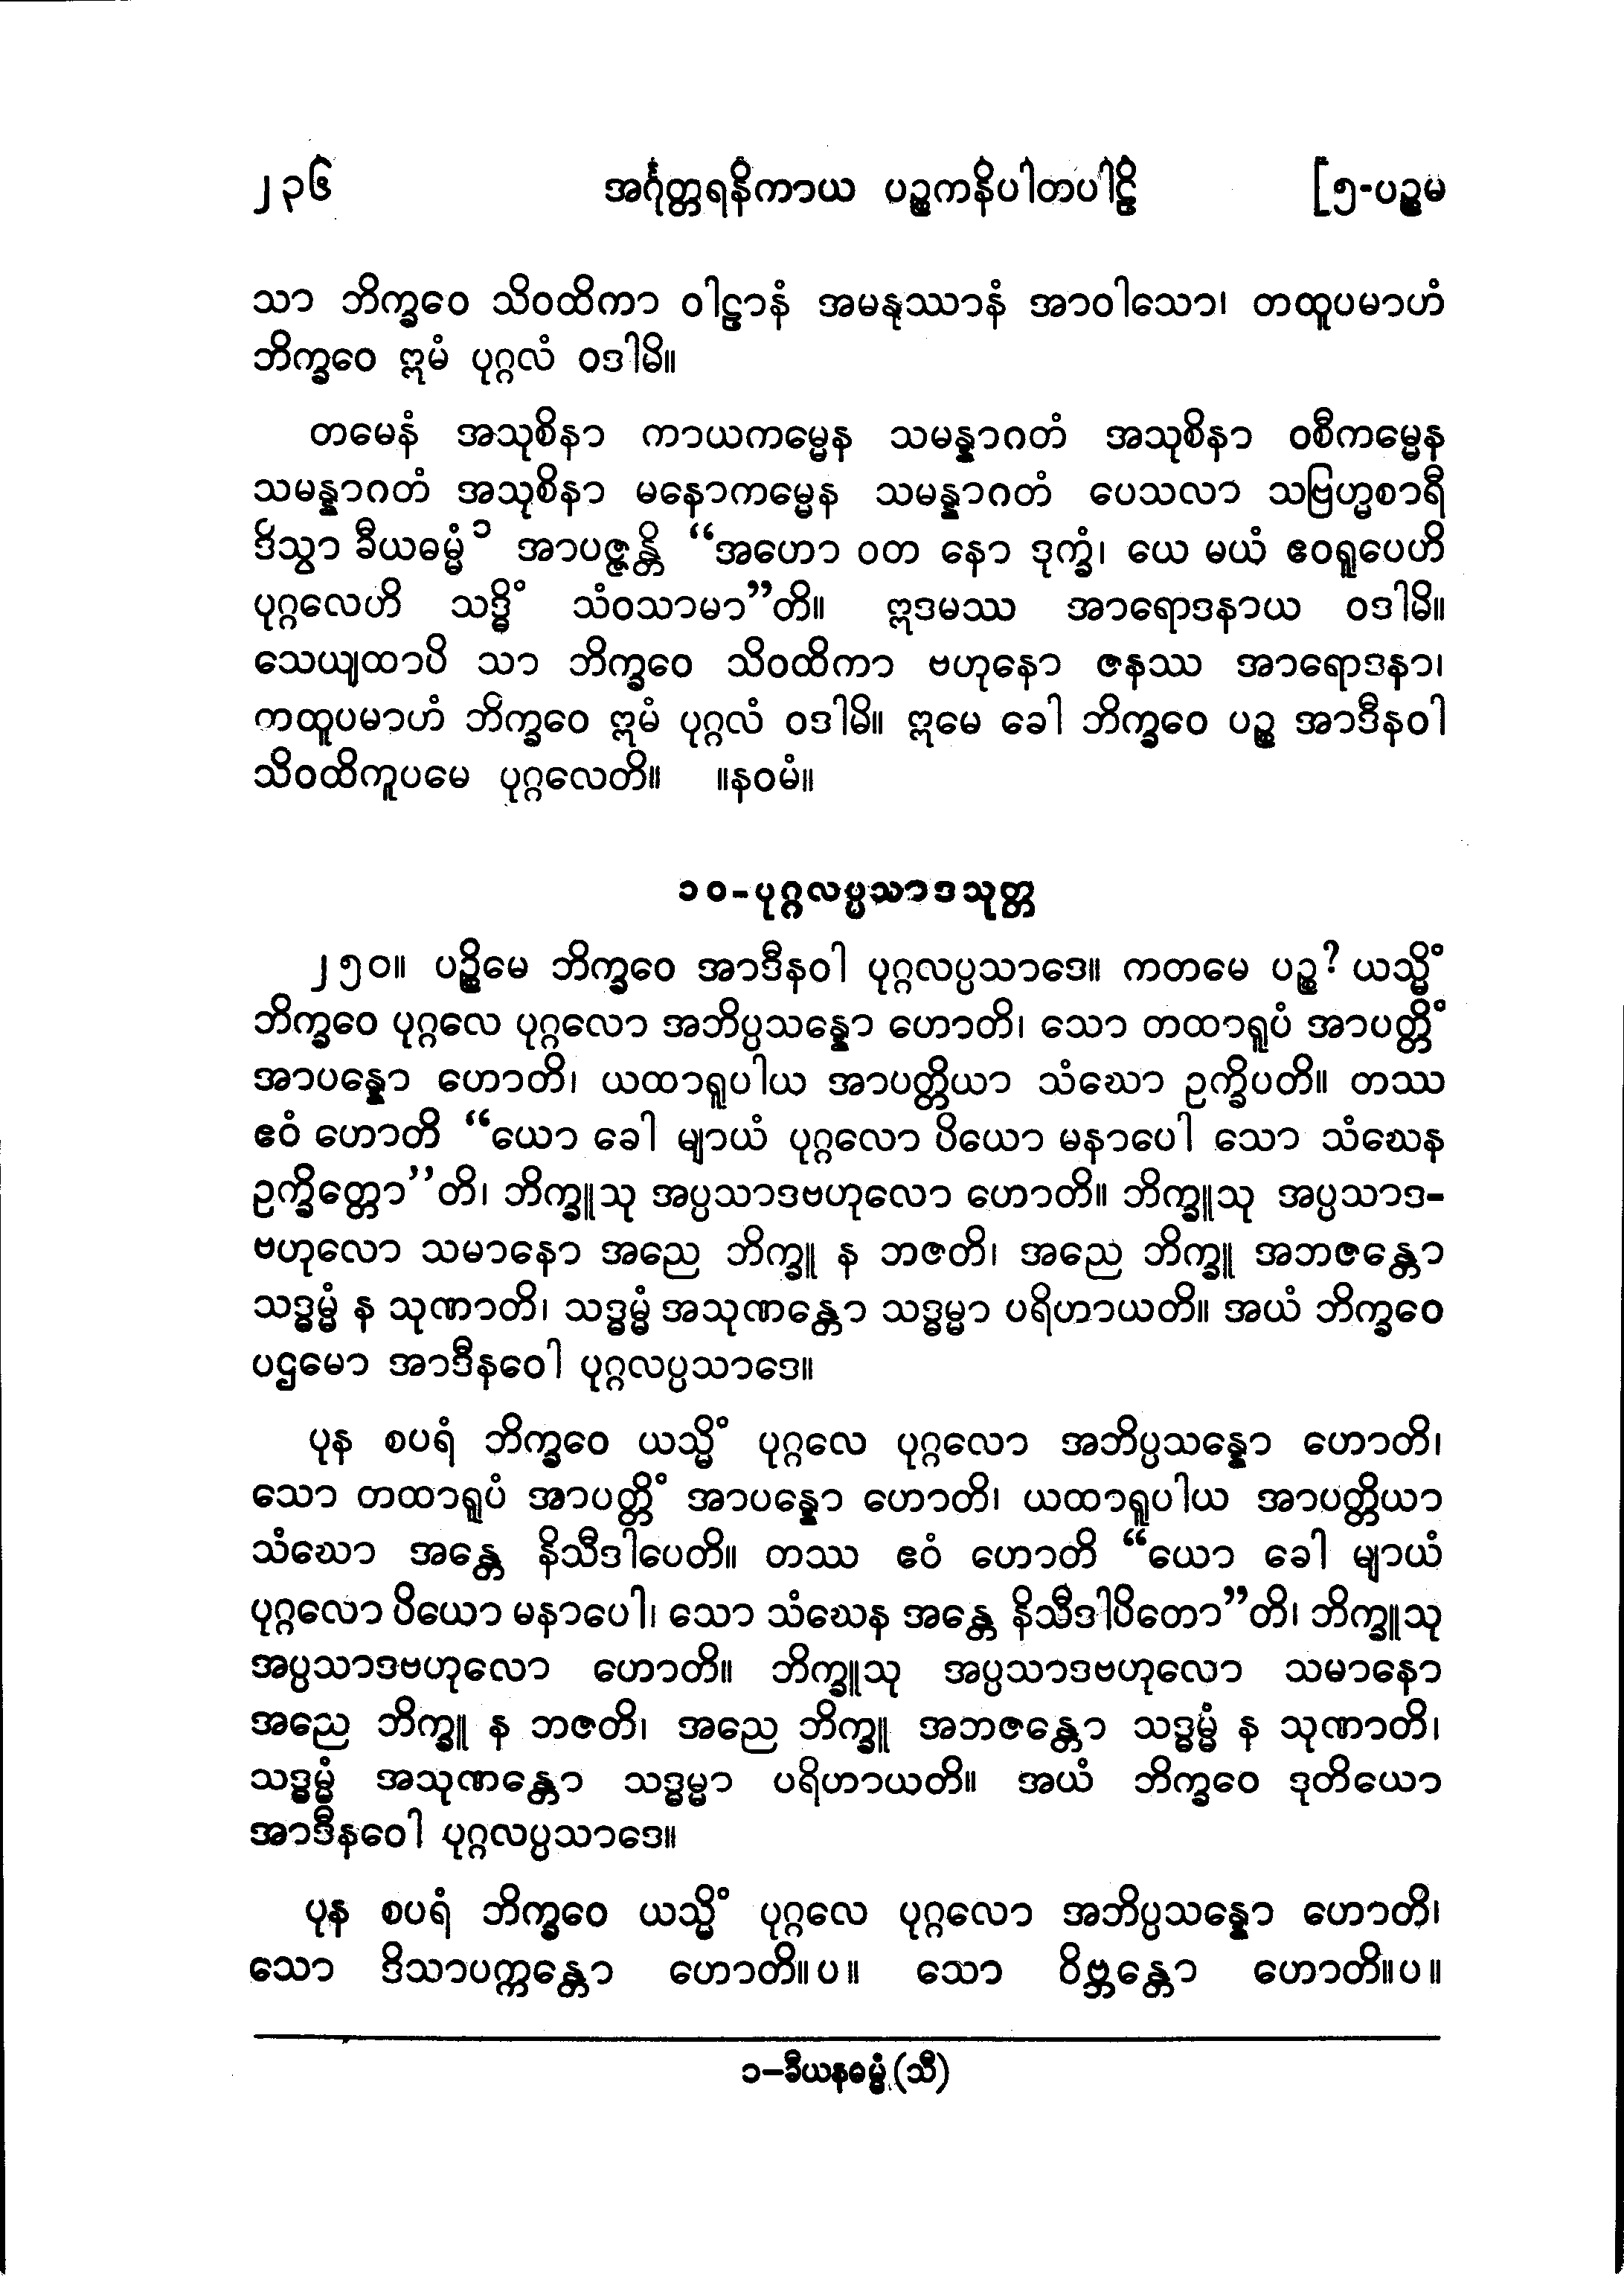 ၂၃၆ အင်္ဂုတ္တရနိကာယ ပဉ္စကနိပါတပါဠိ [၅-ပဉ္စမ
သာ ဘိက္ခဝေ သိဝထိကာ ဝါဠာနံ အမနုဿာနံ အာဝါသော၊ တထူပမာဟံ
ဘိက္ခဝေ ဣမံ ပုဂ္ဂလံ ဝဒါမိ။
တမေနံ အသုစိနာ ကာယကမ္မေန သမန္နာဂတံ အသုစိနာ ဝစီကမ္မေန
သမန္နာဂတံ အသုစိနာ မနောကမ္မေန သမန္နာဂတံ ပေသလာ သဗြဟ္မစာရီ
ဒိသွာ ခီယဓမ္မံ ၁ အာပဇ္ဇန္တိ “အဟော ဝတ နော ဒုက္ခံ၊ ယေ မယံ ဧဝရူပေဟိ
ပုဂ္ဂလေဟိ သဒ္ဓိံ သံဝသာမာ”တိ။ ဣဒမဿ အာရောဒနာယ ဝဒါမိ။
သေယျထာပိ သာ ဘိက္ခဝေ သိဝထိကာ ဗဟုနော ဇနဿ အာရောဒနာ၊
ကထူပမာဟံ ဘိက္ခဝေ ဣမံ ပုဂ္ဂလံ ဝဒါမိ။ ဣမေ ခေါ ဘိက္ခဝေ ပဉ္စ အာဒီနဝါ
သိဝထိကူပမေ ပုဂ္ဂလေတိ။ ။နဝမံ။
၁၀-ပုဂ္ဂလပ္ပသာဒသုတ္တ
၂၅၀။ ပဉ္စိမေ ဘိက္ခဝေ အာဒီနဝါ ပုဂ္ဂလပ္ပသာဒေ။ ကတမေ ပဉ္စ? ယသ္မိံ
ဘိက္ခဝေ ပုဂ္ဂလေ ပုဂ္ဂလော အဘိပ္ပသန္နော ဟောတိ၊ သော တထာရူပံ အာပတ္တိံ
အာပန္နော ဟောတိ၊ ယထာရူပါယ အာပတ္တိယာ သံဃော ဥက္ခိပတိ။ တဿ
ဧဝံ ဟောတိ “ယော ခေါ မျာယံ ပုဂ္ဂလော ပိယော မနာပေါ သော သံဃေန
ဥက္ခိတ္တော”တိ၊ ဘိက္ခူသု အပ္ပသာဒဗဟုလော ဟောတိ။ ဘိက္ခူသု အပ္ပသာဒ-
ဗဟုလော သမာနော အညေ ဘိက္ခူ န ဘဇတိ၊ အညေ ဘိက္ခူ အဘဇန္တော
သဒ္ဓမ္မံ န သုဏာတိ၊ သဒ္ဓမ္မံ အသုဏန္တော သဒ္ဓမ္မာ ပရိဟာယတိ။ အယံ ဘိက္ခဝေ
ပဌမော အာဒီနဝေါ ပုဂ္ဂလပ္ပသာဒေ။
ပုန စပရံ ဘိက္ခဝေ ယသ္မိံ ပုဂ္ဂလေ ပုဂ္ဂလော အဘိပ္ပသန္နော ဟောတိ၊
သော တထာရူပံ အာပတ္တိံ အာပန္နော ဟောတိ၊ ယထာရူပါယ အာပတ္တိယာ
သံဃော အန္တေ နိသီဒါပေတိ။ တဿ ဧဝံ ဟောတိ “ယော ခေါ မျာယံ
ပုဂ္ဂလော ပိယော မနာပေါ၊ သော သံဃေန အန္တေ နိသီဒါပိတော”တိ၊ ဘိက္ခူသု
အပ္ပသာဒဗဟုလော ဟောတိ။ ဘိက္ခူသု အပ္ပသာဒဗဟုလော သမာနော
အညေ ဘိက္ခူ န ဘဇတိ၊ အညေ ဘိက္ခူ အဘဇန္တော သဒ္ဓမ္မံ န သုဏာတိ၊
သဒ္ဓမ္မံ အသုဏန္တော သဒ္ဓမ္မာ ပရိဟာယတိ။ အယံ ဘိက္ခဝေ ဒုတိယော
အာဒီနဝေါ ပုဂ္ဂလပ္ပသာဒေ။
ပုန စပရံ ဘိက္ခဝေ ယသ္မိံ ပုဂ္ဂလေ ပုဂ္ဂလော အဘိပ္ပသန္နော ဟောတိ၊
သော ဒိသာပက္ကန္တော ဟောတိ။ပ။ သော ဝိဗ္ဘန္တော ဟောတိ။ပ။
၁–ခီယနဓမ္မံ (သီ)